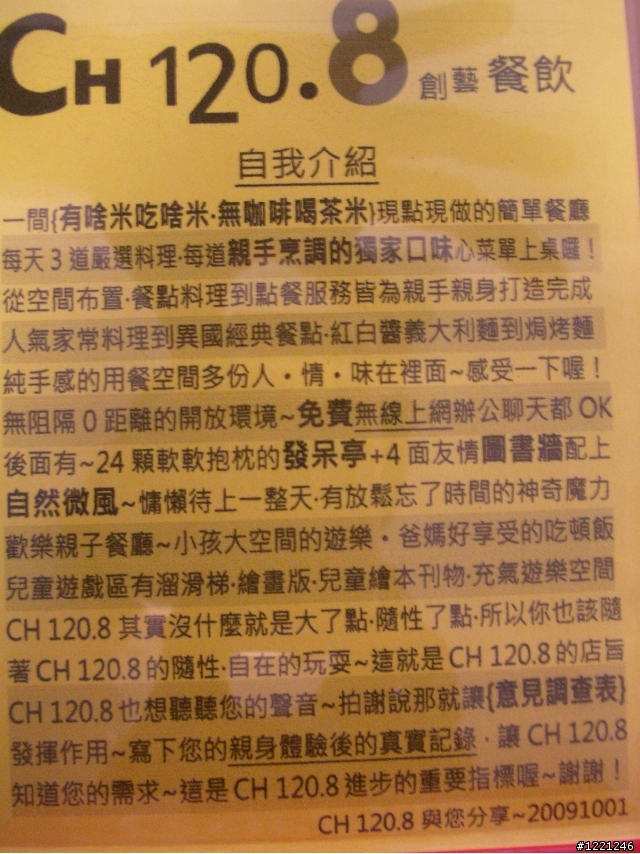 CH 120.8 創藝 餐飲
自我介紹
一間{有啥米吃啥米‧無咖啡喝茶米}現點現做的簡單餐廳
每天 3 道嚴選料理‧每道親手烹調的獨家口味心菜單上桌囉！
從空間布置‧餐點料理到點餐服務皆為親手親身打造完成
人氣家常料理到異國經典餐點‧紅白醬義大利麵到焗烤麵
純手感的用餐空間多份人‧情‧味在裡面~感受一下喔！
無阻隔 0 距離的開放環境~免費無線上網辦公聊天都 OK
後面有~24 顆軟軟抱枕的發呆亭+4 面友情圖書牆配上
自然微風~慵懶待上一整天‧有放鬆忘了時間的神奇魔力
歡樂親子餐廳~小孩大空間的遊樂‧爸媽好享受的吃頓飯
兒童遊戲區有溜滑梯‧繪畫版‧兒童繪本刊物‧充氣遊樂空間
CH 120.8 其實沒什麼就是大了點‧隨性了點‧所以你也該隨
著 CH 120.8 的隨性‧自在的玩耍~這就是 CH 120.8 的店旨
CH 120.8 也想聽聽您的聲音~拍謝說那就讓{意見調查表}
發揮作用~寫下您的親身體驗後的真實記錄‧讓 CH 120.8
知道您的需求~這是 CH 120.8 進步的重要指標喔~謝謝！
CH 120.8 與您分享~20091001
#1221246